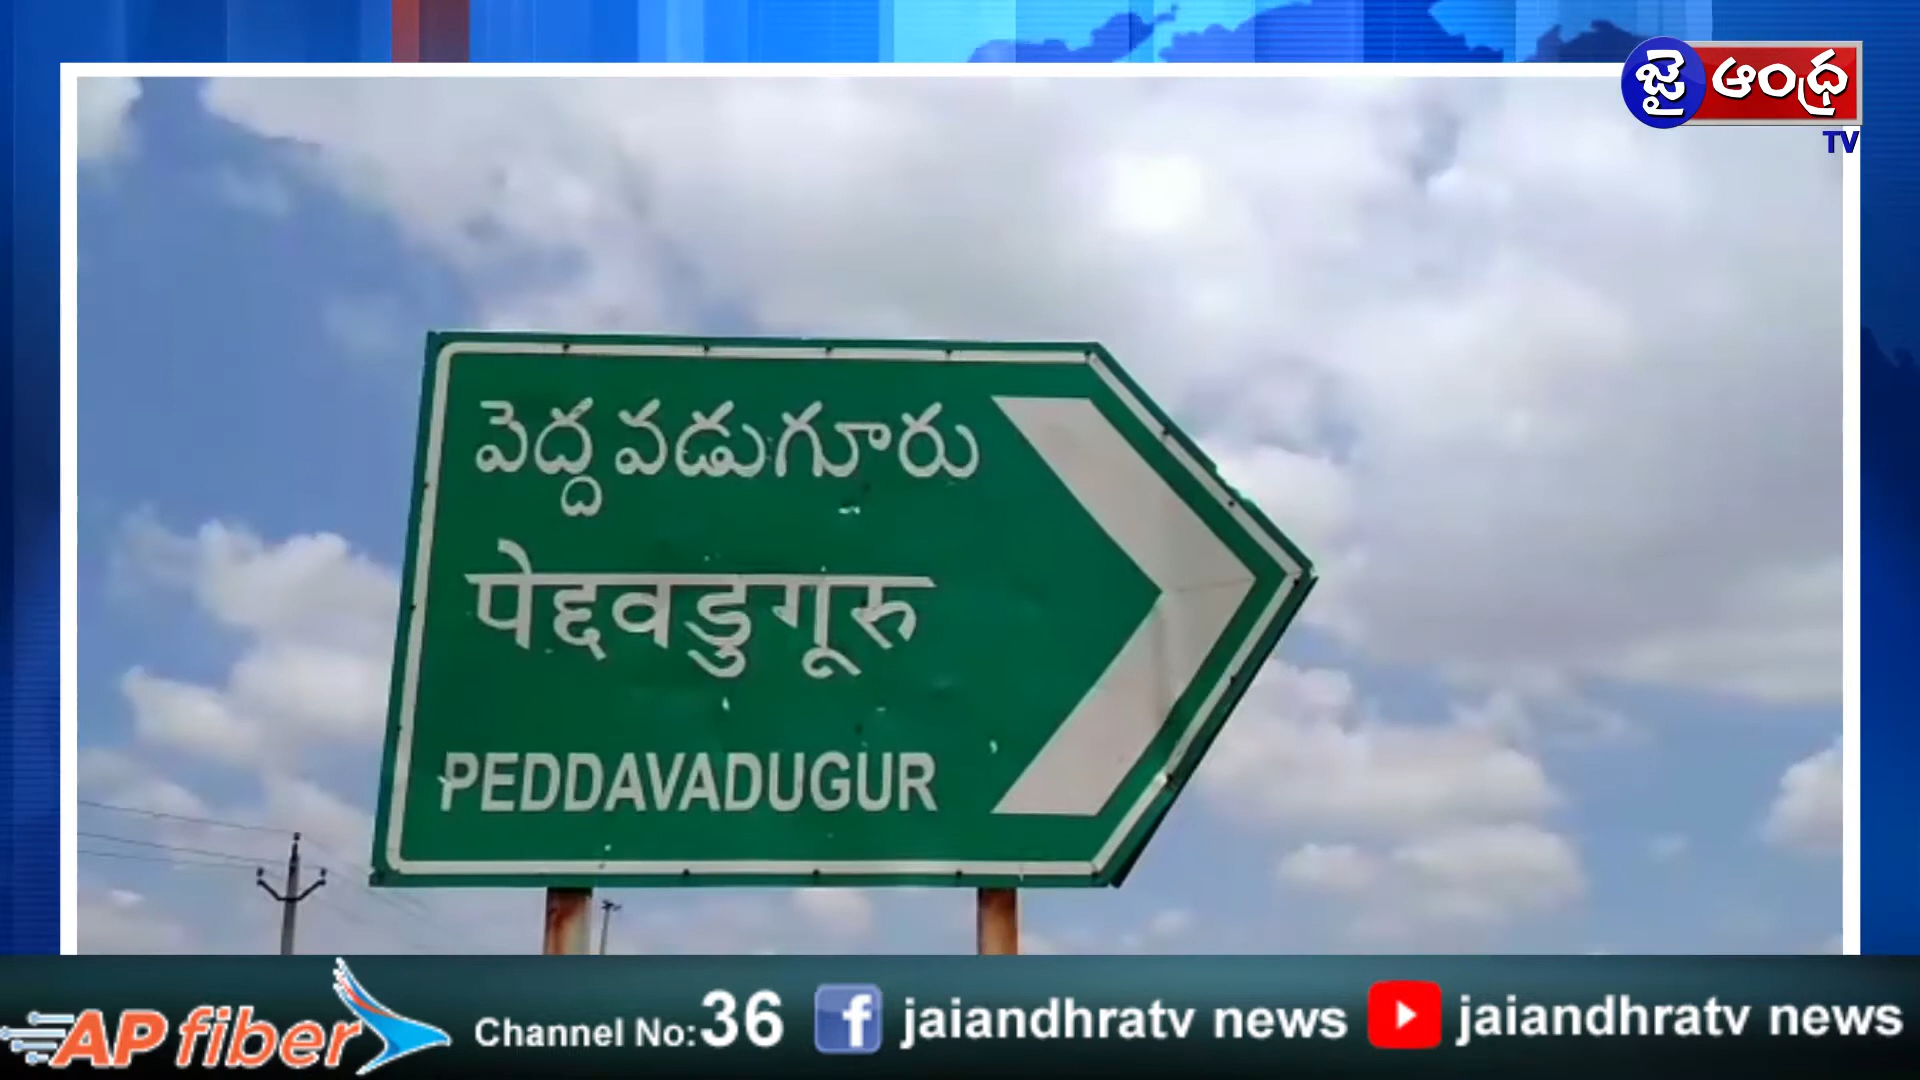 జై ఆంధ్ర
TV
పెద్దవడుగూరు
पेद्दवडुगूरु
PEDDAVADUGUR
AP fiber Channel No:36 f jaiandhratv news jaiandhratv news